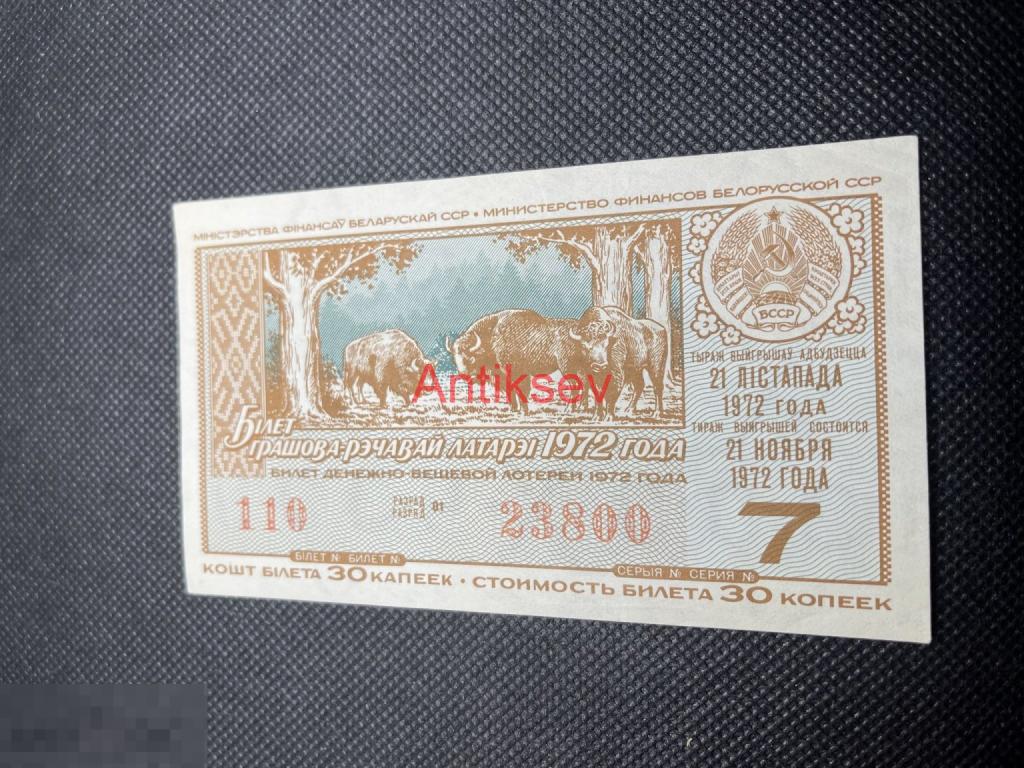 МІНІСТЭРСТВА ФІНАНСАЎ БЕЛАРУСКАЙ ССР • МИНИСТЕРСТВО ФИНАНСОВ БЕЛОРУССКОЙ ССР
БССР
ТЫРАЖ ВЫЙГРЫШАЎ АДБУДЗЕЦЦА
21 ЛІСТАПАДА
1972 ГОДА
ТИРАЖ ВЫИГРЫШЕЙ СОСТОИТСЯ
21 НОЯБРЯ
1972 ГОДА
7
Antiksev
БІЛЕТ
ГРАШОВА-РЭЧАВАЙ ЛАТАРЭІ 1972 ГОДА
БИЛЕТ ДЕНЕЖНО-ВЕЩЕВОЙ ЛОТЕРЕИ 1972 ГОДА
110
РАЗРАД
РАЗРЯД 01
23800
БІЛЕТ № БИЛЕТ №
СЕРЫЯ № СЕРИЯ №
КОШТ БІЛЕТА 30 КАПЕЕК • СТОИМОСТЬ БИЛЕТА 30 КОПЕЕК